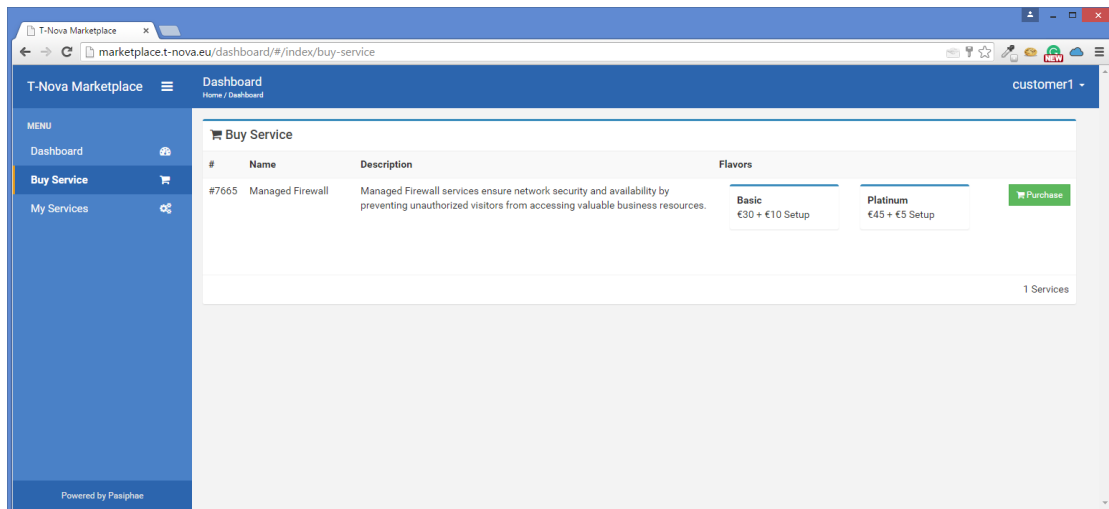 T-Nova Marketplace
marketplace.t-nova.eu/dashboard/#/index/buy-service
NEW
T-Nova Marketplace
Dashboard
Home / Dashboard
customer1
MENU
Dashboard
Buy Service
My Services
Buy Service
# Name Description Flavors
#7665 Managed Firewall Managed Firewall services ensure network security and availability by
preventing unauthorized visitors from accessing valuable business resources.
Basic
€30 + €10 Setup
Platinum
€45 + €5 Setup
Purchase
1 Services
Powered by Pasiphae